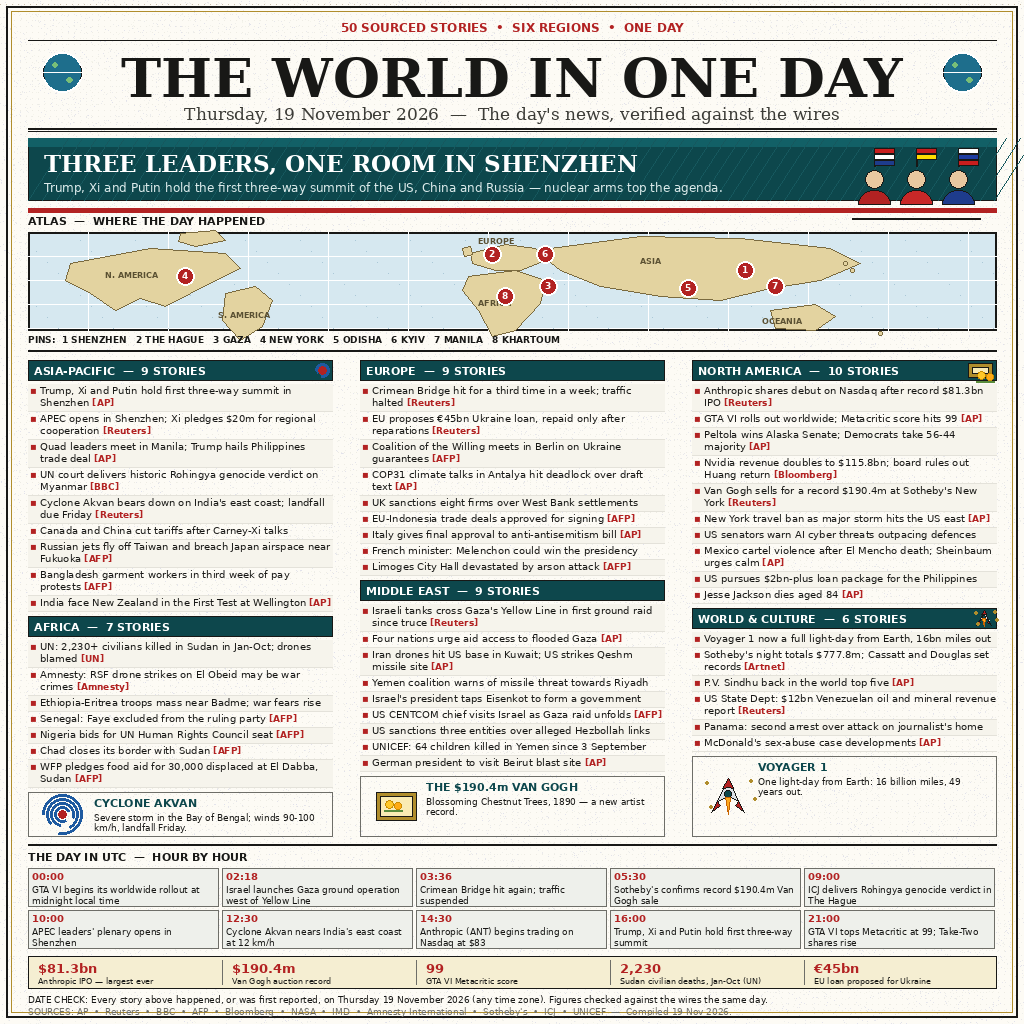 50 SOURCED STORIES • SIX REGIONS • ONE DAY
THE WORLD IN ONE DAY
Thursday, 19 November 2026 — The day's news, verified against the wires
THREE LEADERS, ONE ROOM IN SHENZHEN
Trump, Xi and Putin hold the first three-way summit of the US, China and Russia — nuclear arms top the agenda.
ATLAS — WHERE THE DAY HAPPENED
N. AMERICA
S. AMERICA
EUROPE
AFRICA
ASIA
OCEANIA
4
2
6
3
8
5
1
7
PINS: 1 SHENZHEN 2 THE HAGUE 3 GAZA 4 NEW YORK 5 ODISHA 6 KYIV 7 MANILA 8 KHARTOUM
ASIA-PACIFIC — 9 STORIES
Trump, Xi and Putin hold first three-way summit in
Shenzhen [AP]
APEC opens in Shenzhen; Xi pledges $20m for regional
cooperation [Reuters]
Quad leaders meet in Manila; Trump hails Philippines
trade deal [AP]
UN court delivers historic Rohingya genocide verdict on
Myanmar [BBC]
Cyclone Akvan bears down on India's east coast; landfall
due Friday [Reuters]
Canada and China cut tariffs after Carney-Xi talks
Russian jets fly off Taiwan and breach Japan airspace near
Fukuoka [AFP]
Bangladesh garment workers in third week of pay
protests [AFP]
India face New Zealand in the First Test at Wellington [AP]
AFRICA — 7 STORIES
UN: 2,230+ civilians killed in Sudan in Jan-Oct; drones
blamed [UN]
Amnesty: RSF drone strikes on El Obeid may be war
crimes [Amnesty]
Ethiopia-Eritrea troops mass near Badme; war fears rise
Senegal: Faye excluded from the ruling party [AFP]
Nigeria bids for UN Human Rights Council seat [AFP]
Chad closes its border with Sudan [AFP]
WFP pledges food aid for 30,000 displaced at El Dabba,
Sudan [AFP]
CYCLONE AKVAN
Severe storm in the Bay of Bengal; winds 90-100
km/h, landfall Friday.
EUROPE — 9 STORIES
Crimean Bridge hit for a third time in a week; traffic
halted [Reuters]
EU proposes €45bn Ukraine loan, repaid only after
reparations [Reuters]
Coalition of the Willing meets in Berlin on Ukraine
guarantees [AFP]
COP31 climate talks in Antalya hit deadlock over draft
text [AP]
UK sanctions eight firms over West Bank settlements
EU-Indonesia trade deals approved for signing [AFP]
Italy gives final approval to anti-antisemitism bill [AP]
French minister: Melenchon could win the presidency
Limoges City Hall devastated by arson attack [AFP]
MIDDLE EAST — 9 STORIES
Israeli tanks cross Gaza's Yellow Line in first ground raid
since truce [Reuters]
Four nations urge aid access to flooded Gaza [AP]
Iran drones hit US base in Kuwait; US strikes Qeshm
missile site [AP]
Yemen coalition warns of missile threat towards Riyadh
Israel's president taps Eisenkot to form a government
US CENTCOM chief visits Israel as Gaza raid unfolds [AFP]
US sanctions three entities over alleged Hezbollah links
UNICEF: 64 children killed in Yemen since 3 September
German president to visit Beirut blast site [AP]
THE $190.4m VAN GOGH
Blossoming Chestnut Trees, 1890 — a new artist
record.
NORTH AMERICA — 10 STORIES
Anthropic shares debut on Nasdaq after record $81.3bn
IPO [Reuters]
GTA VI rolls out worldwide; Metacritic score hits 99 [AP]
Peltola wins Alaska Senate; Democrats take 56-44
majority [AP]
Nvidia revenue doubles to $115.8bn; board rules out
Huang return [Bloomberg]
Van Gogh sells for a record $190.4m at Sotheby's New
York [Reuters]
New York travel ban as major storm hits the US east [AP]
US senators warn AI cyber threats outpacing defences
Mexico cartel violence after El Mencho death; Sheinbaum
urges calm [AP]
US pursues $2bn-plus loan package for the Philippines
Jesse Jackson dies aged 84 [AP]
WORLD & CULTURE — 6 STORIES
Voyager 1 now a full light-day from Earth, 16bn miles out
Sotheby's night totals $777.8m; Cassatt and Douglas set
records [Artnet]
P.V. Sindhu back in the world top five [AP]
US State Dept: $12bn Venezuelan oil and mineral revenue
report [Reuters]
Panama: second arrest over attack on journalist's home
McDonald's sex-abuse case developments [AP]
VOYAGER 1
One light-day from Earth: 16 billion miles, 49
years out.
THE DAY IN UTC — HOUR BY HOUR
00:00
GTA VI begins its worldwide rollout at
midnight local time
02:18
Israel launches Gaza ground operation
west of Yellow Line
03:36
Crimean Bridge hit again; traffic
suspended
05:30
Sotheby's confirms record $190.4m Van
Gogh sale
09:00
ICJ delivers Rohingya genocide verdict in
The Hague
10:00
APEC leaders' plenary opens in
Shenzhen
12:30
Cyclone Akvan nears India's east coast
at 12 km/h
14:30
Anthropic (ANT) begins trading on
Nasdaq at $83
16:00
Trump, Xi and Putin hold first three-way
summit
21:00
GTA VI tops Metacritic at 99; Take-Two
shares rise
$81.3bn
Anthropic IPO — largest ever
$190.4m
Van Gogh auction record
99
GTA VI Metacritic score
2,230
Sudan civilian deaths, Jan-Oct (UN)
€45bn
EU loan proposed for Ukraine
DATE CHECK: Every story above happened, or was first reported, on Thursday 19 November 2026 (any time zone). Figures checked against the wires the same day.
SOURCES: AP • Reuters • BBC • AFP • Bloomberg • NASA • IMD • Amnesty International • Sotheby's • ICJ • UNICEF — Compiled 19 Nov 2026.